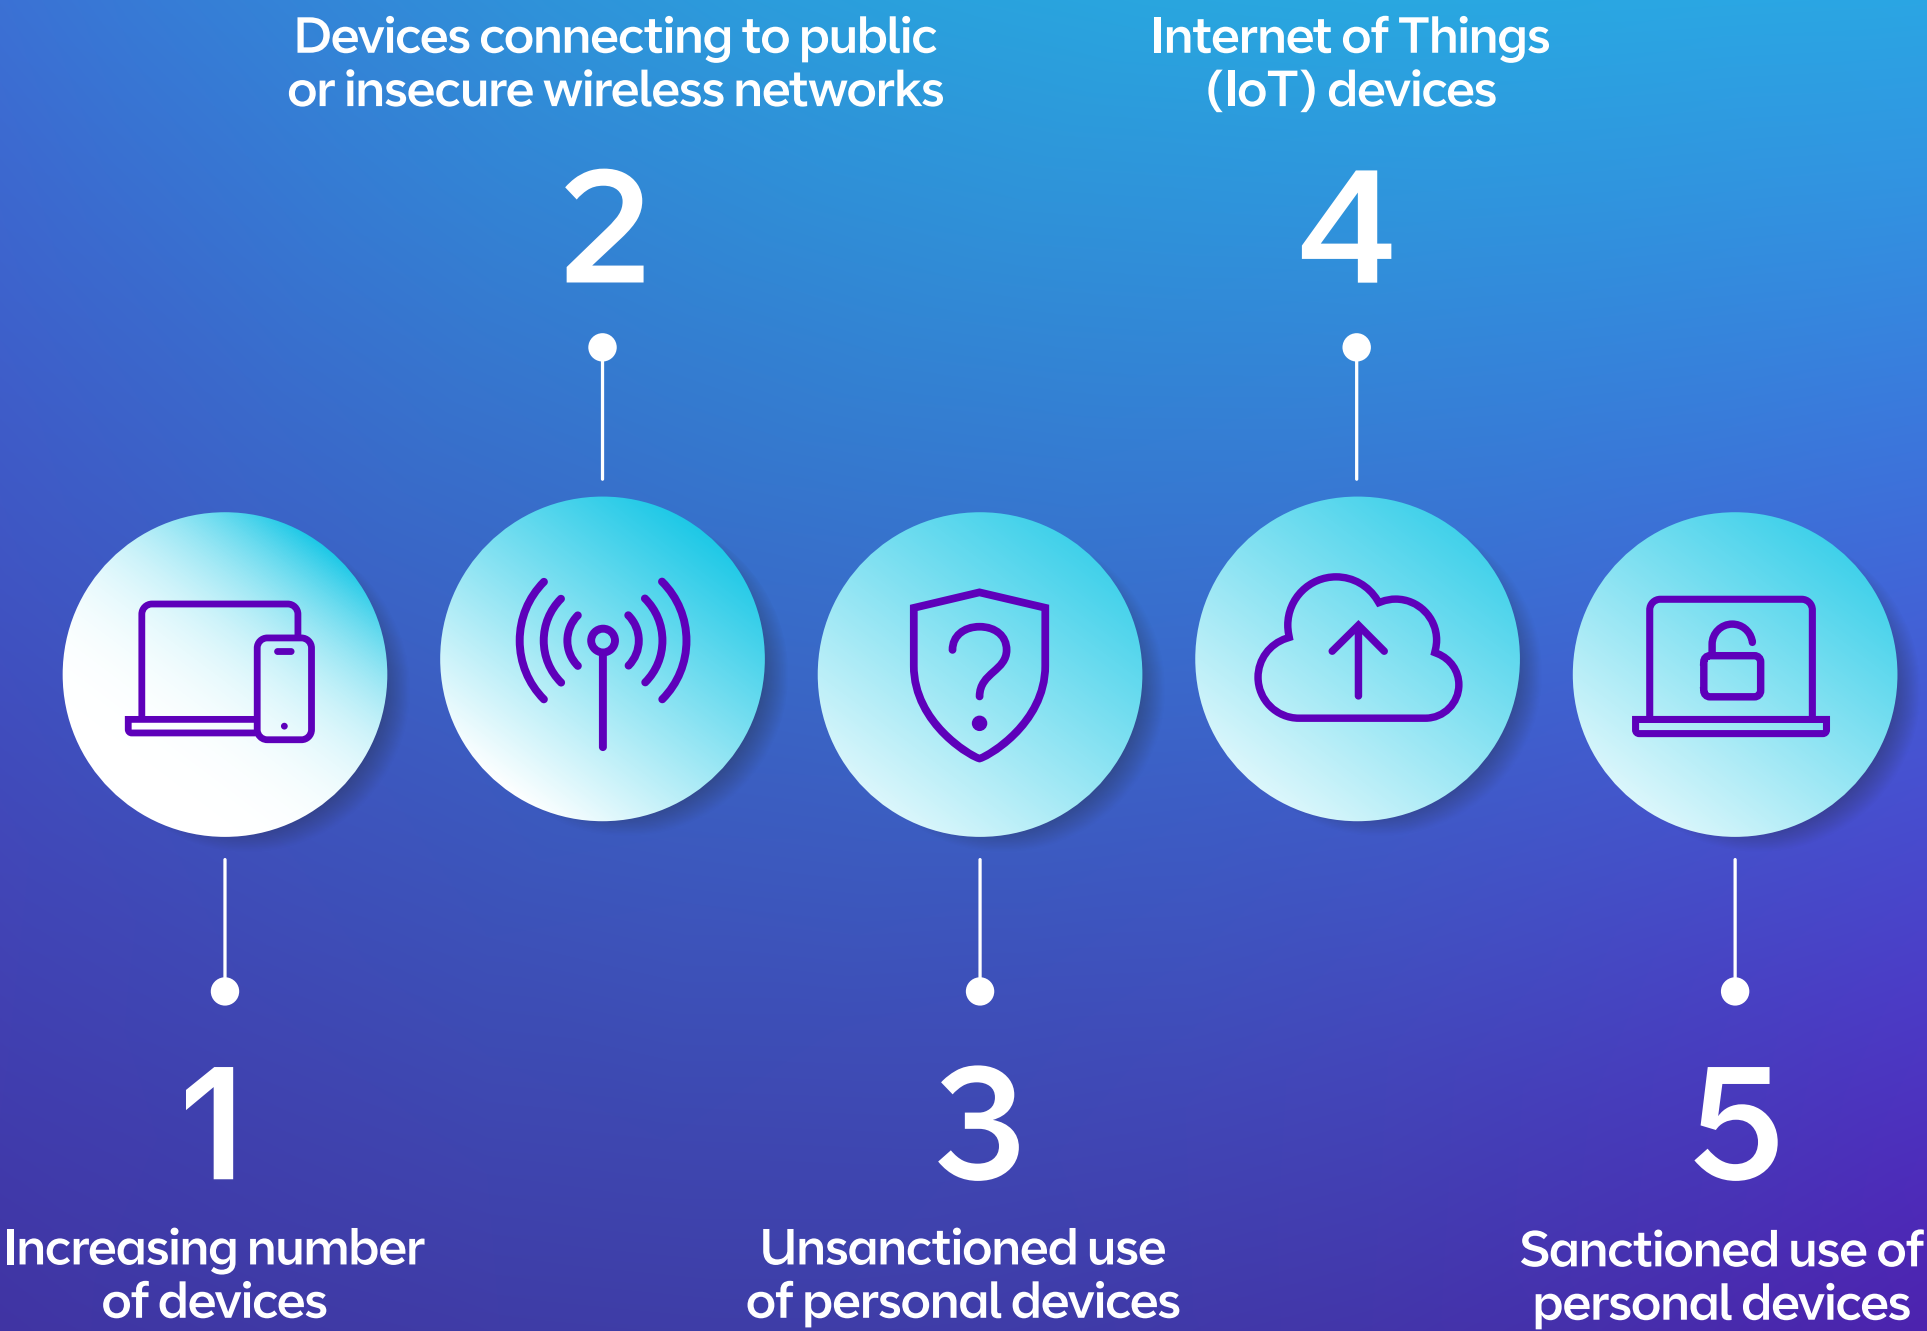 Devices connecting to public
or insecure wireless networks
2
Internet of Things
(IoT) devices
4
1
Increasing number
of devices
3
Unsanctioned use
of personal devices
5
Sanctioned use of
personal devices